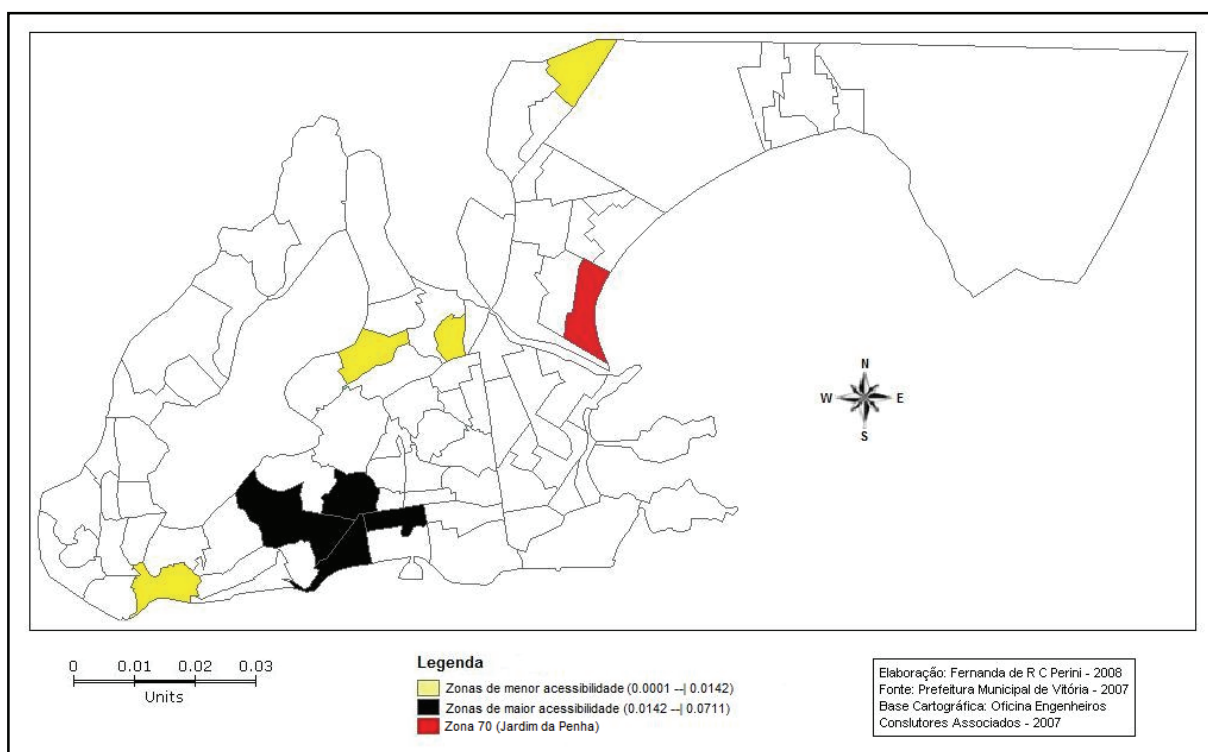 N
W E
S
0 0.01 0.02 0.03
Units
Legenda
Zonas de menor acessibilidade (0.0001 --| 0.0142)
Zonas de maior acessibilidade (0.0142 --| 0.0711)
Zona 70 (Jardim da Penha)
Elaboração: Fernanda de R C Perini - 2008
Fonte: Prefeitura Municipal de Vitória - 2007
Base Cartográfica: Oficina Engenheiros
Conslutores Associados - 2007